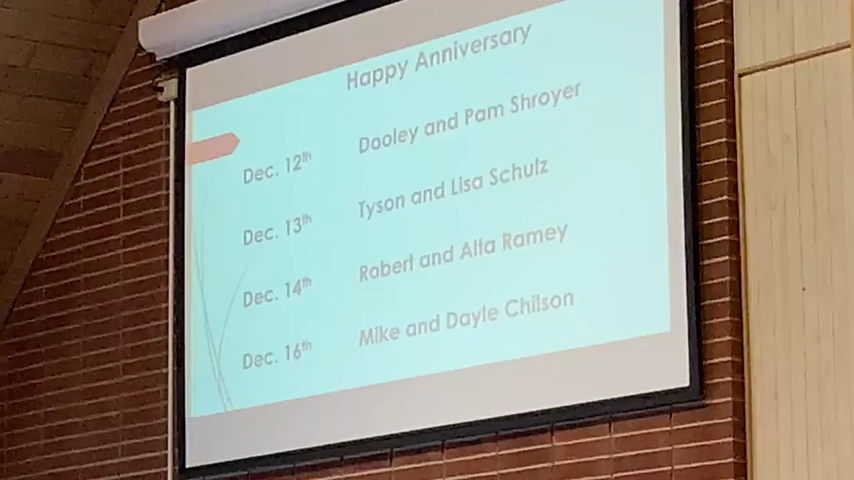 Happy Anniversary
Dec. 12th Dooley and Pam Shroyer
Dec. 13th Tyson and Lisa Schulz
Dec. 14th Robert and Alta Ramey
Dec. 16th Mike and Dayle Chilson